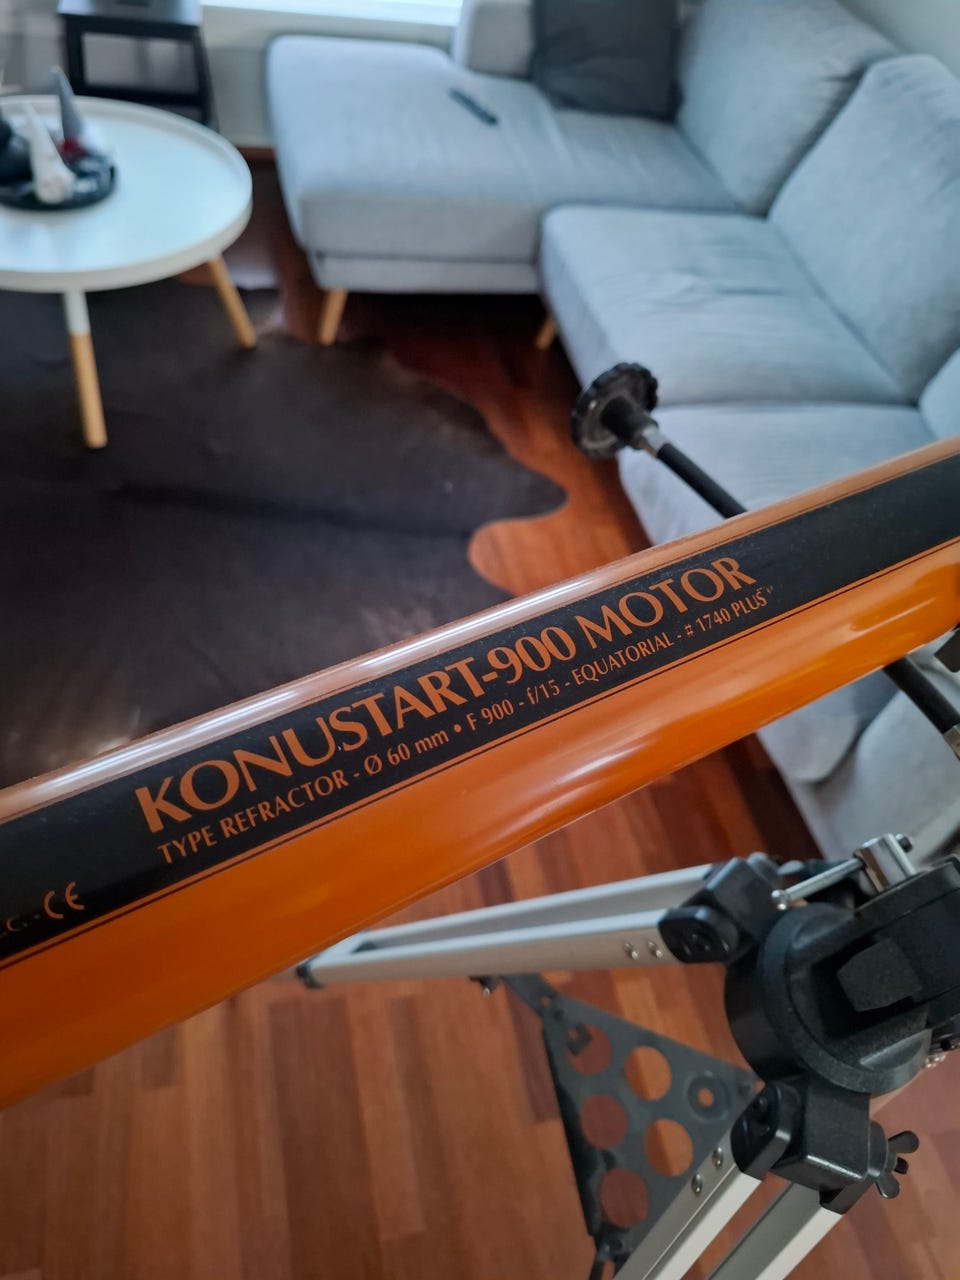 KONUSTART-900 MOTOR
TYPE REFRACTOR - Ø 60 mm • F 900 - f/15 - EQUATORIAL - # 1740 PLUS
CE